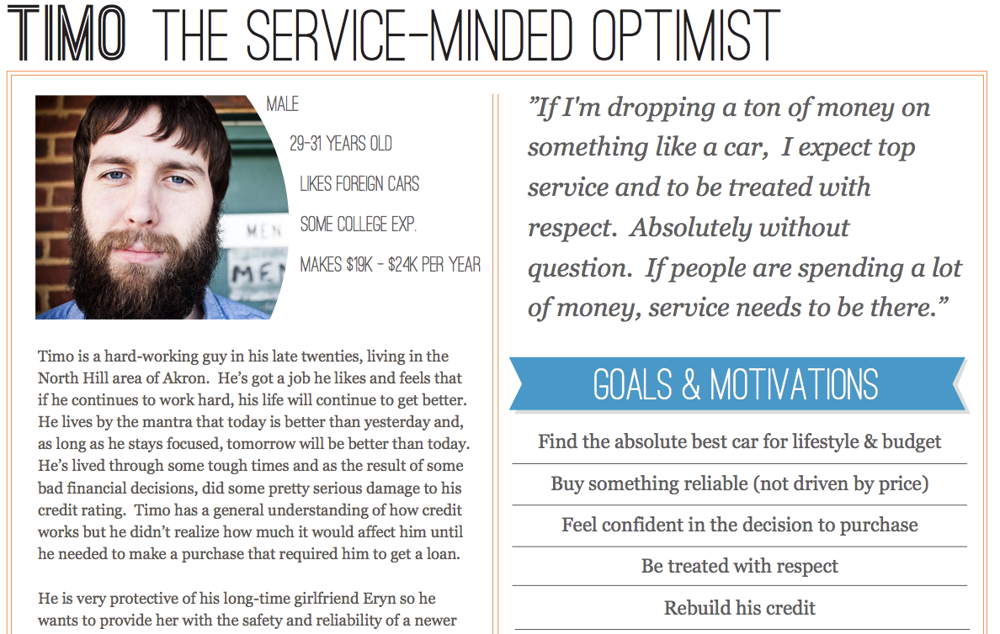 TIMO THE SERVICE-MINDED OPTIMIST
MALE
29-31 YEARS OLD
LIKES FOREIGN CARS
SOME COLLEGE EXP.
MAKES $19K - $24K PER YEAR
MEN
MEN
Timo is a hard-working guy in his late twenties, living in the
North Hill area of Akron.  He’s got a job he likes and feels that
if he continues to work hard, his life will continue to get better.
He lives by the mantra that today is better than yesterday and,
as long as he stays focused, tomorrow will be better than today.
He’s lived through some tough times and as the result of some
bad financial decisions, did some pretty serious damage to his
credit rating.  Timo has a general understanding of how credit
works but he didn’t realize how much it would affect him until
he needed to make a purchase that required him to get a loan.
He is very protective of his long-time girlfriend Eryn so he
wants to provide her with the safety and reliability of a newer
”If I'm dropping a ton of money on
something like a car,  I expect top
service and to be treated with
respect.  Absolutely without
question.  If people are spending a lot
of money, service needs to be there.”
GOALS & MOTIVATIONS
Find the absolute best car for lifestyle & budget
Buy something reliable (not driven by price)
Feel confident in the decision to purchase
Be treated with respect
Rebuild his credit